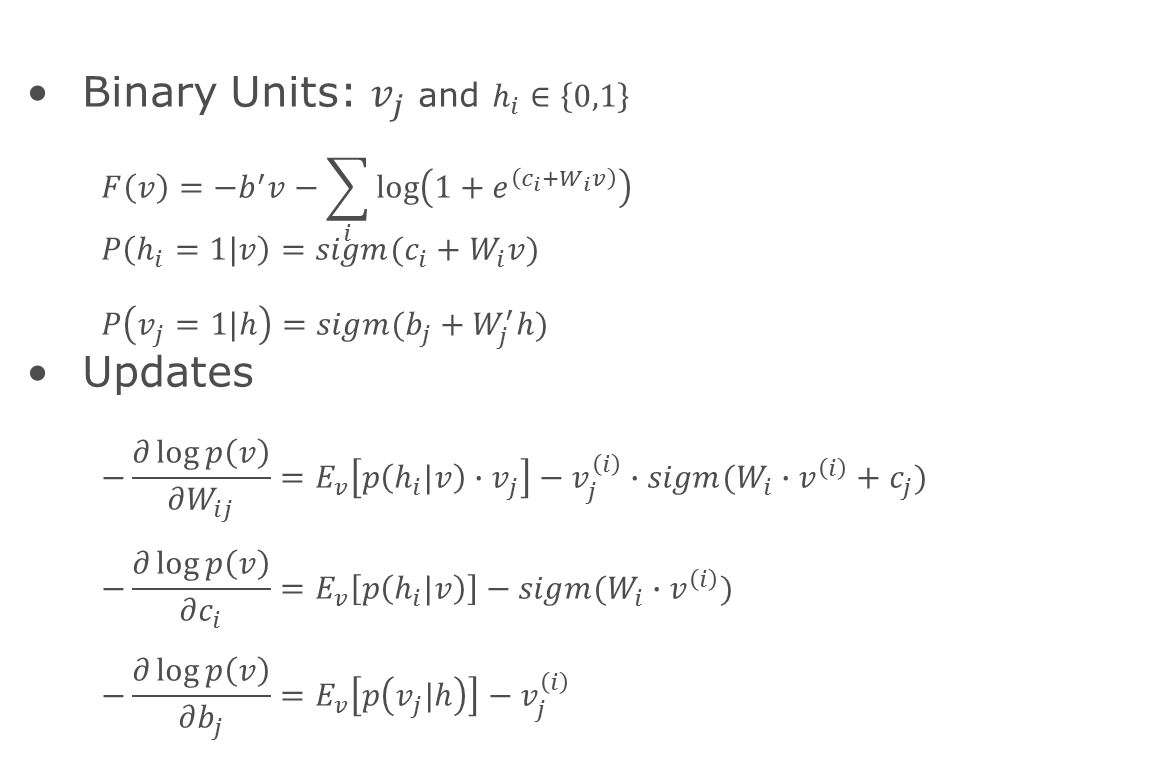 • Binary Units: v_j and h_i ∈ {0,1}
F(v) = −b′v − ∑_i log(1 + e^(c_i+W_i v))
P(h_i = 1|v) = sigm(c_i + W_i v)
P(v_j = 1|h) = sigm(b_j + W_j′ h)
• Updates
−∂ log p(v)/∂W_ij = E_v[p(h_i|v) · v_j] − v_j^(i) · sigm(W_i · v^(i) + c_j)
−∂ log p(v)/∂c_i = E_v[p(h_i|v)] − sigm(W_i · v^(i))
−∂ log p(v)/∂b_j = E_v[p(v_j|h)] − v_j^(i)